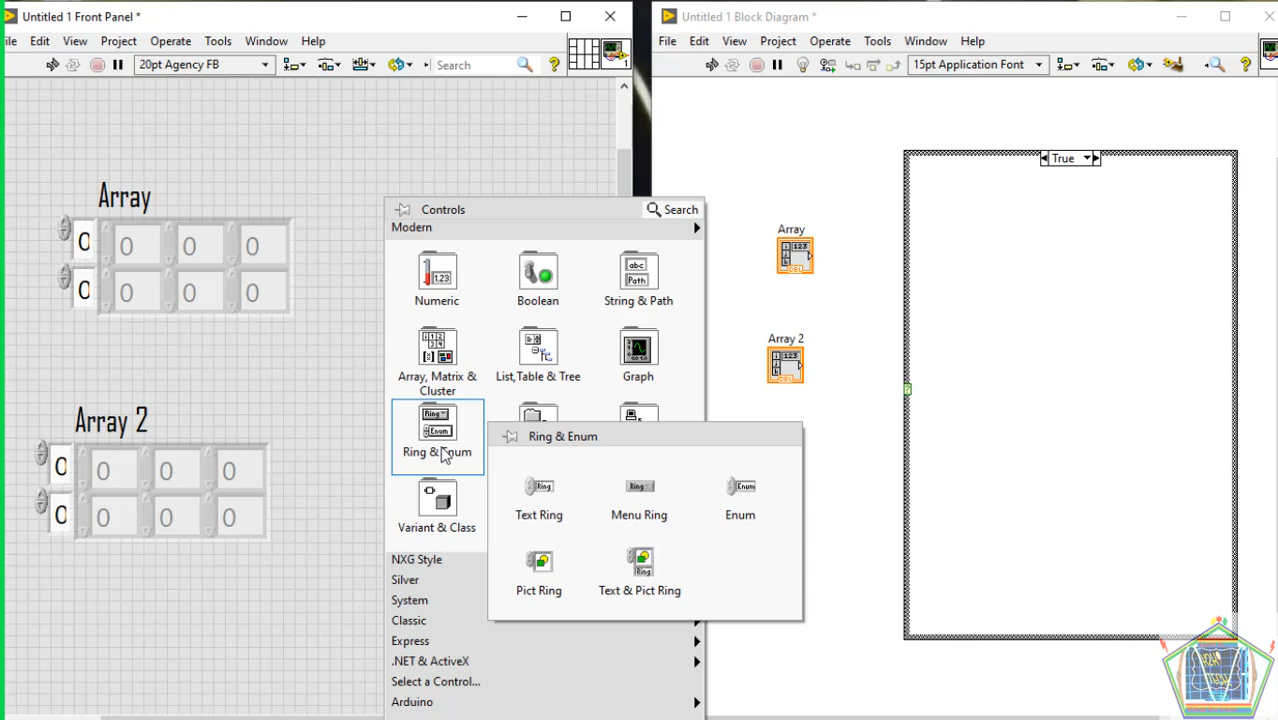 Untitled 1 Front Panel *
File Edit View Project Operate Tools Window Help
20pt Agency FB
Search
1
Array
0 0 0 0
0 0 0 0
Array 2
0 0 0 0
0 0 0 0
Controls
Search
Modern
Numeric
Boolean
String & Path
Array, Matrix & Cluster
List,Table & Tree
Graph
Ring & Enum
Variant & Class
NXG Style
Silver
System
Classic
Express
.NET & ActiveX
Select a Control...
Arduino
Ring & Enum
Text Ring
Menu Ring
Enum
Pict Ring
Text & Pict Ring
Untitled 1 Block Diagram *
File Edit View Project Operate Tools Window Help
15pt Application Font
True
Array
Array 2